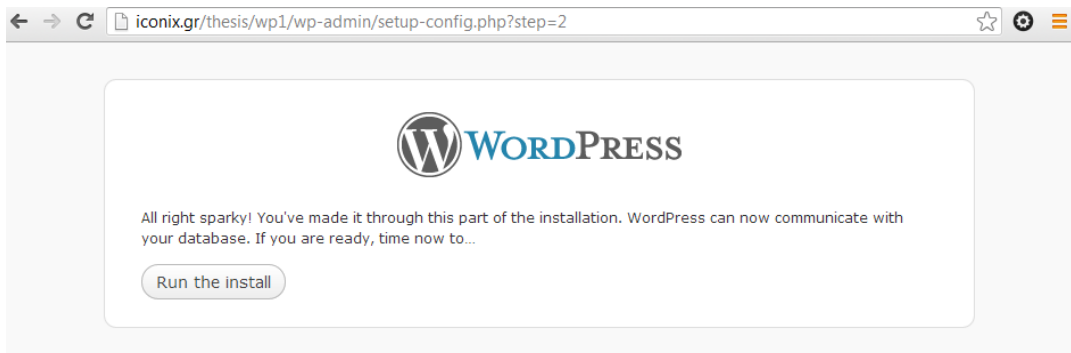 iconix.gr/thesis/wp1/wp-admin/setup-config.php?step=2
WORDPRESS
All right sparky! You've made it through this part of the installation. WordPress can now communicate with
your database. If you are ready, time now to…
Run the install